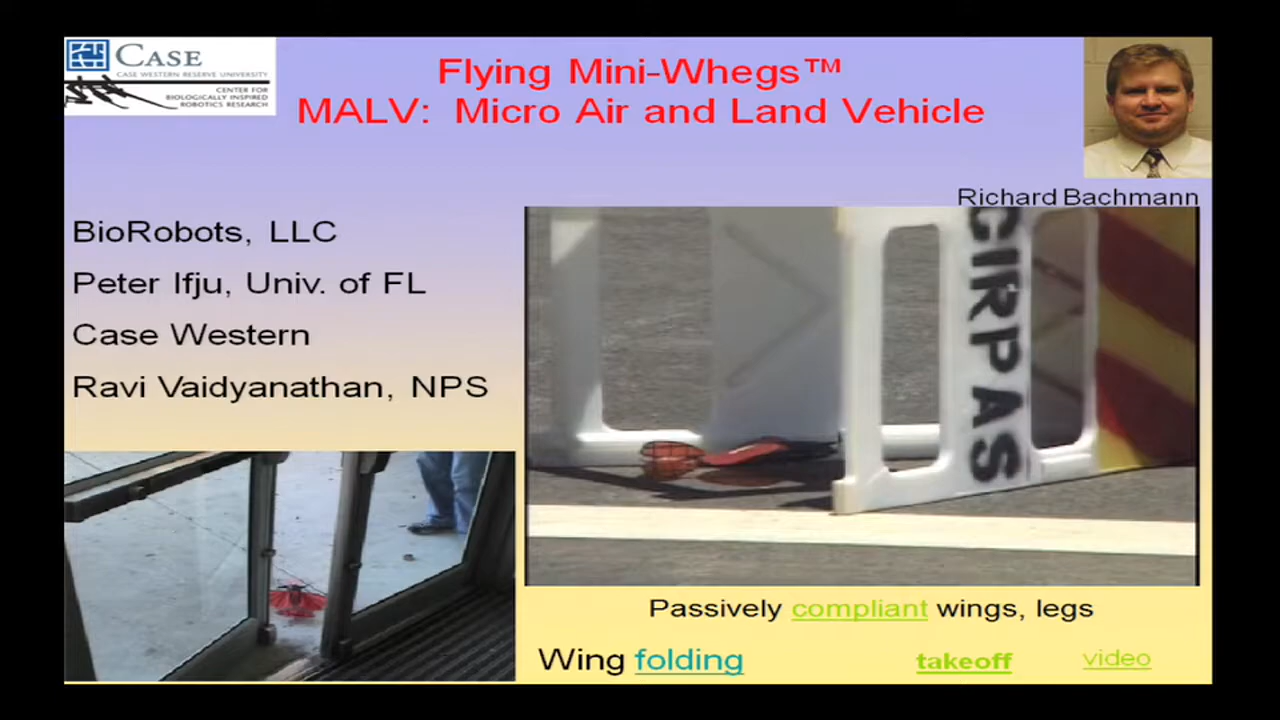 CASE
CASE WESTERN RESERVE UNIVERSITY
CENTER FOR
BIOLOGICALLY INSPIRED
ROBOTICS RESEARCH
Flying Mini-Whegs™
MALV: Micro Air and Land Vehicle
Richard Bachmann
BioRobots, LLC
Peter Ifju, Univ. of FL
Case Western
Ravi Vaidyanathan, NPS
CIRPAS
Passively compliant wings, legs
Wing folding
takeoff
video